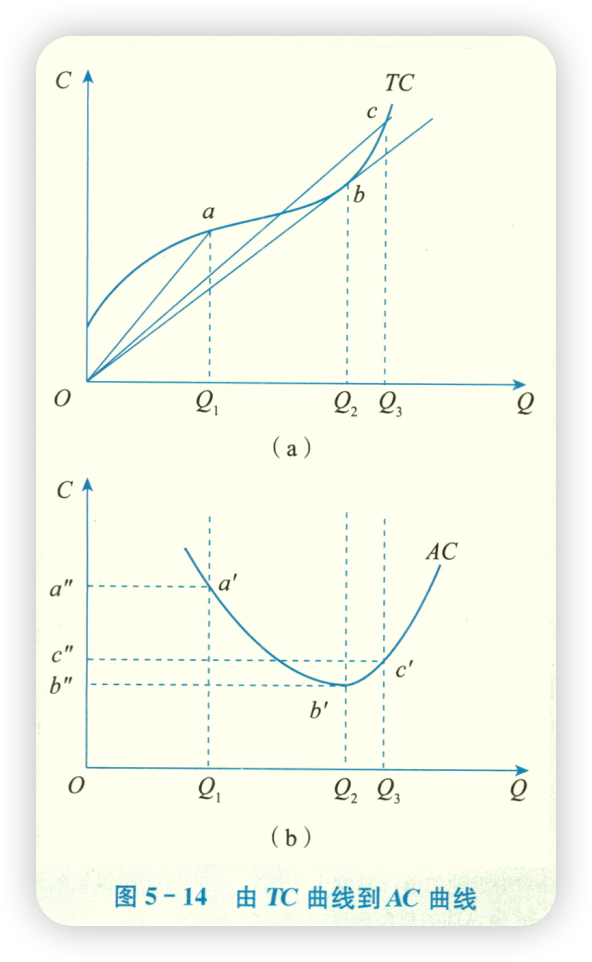 C
TC
c
b
a
O
Q₁
Q₂
Q₃
Q
(a)
C
AC
a"
a'
c"
c'
b"
b'
O
Q₁
Q₂
Q₃
Q
(b)
图 5-14 由 TC 曲线到 AC 曲线